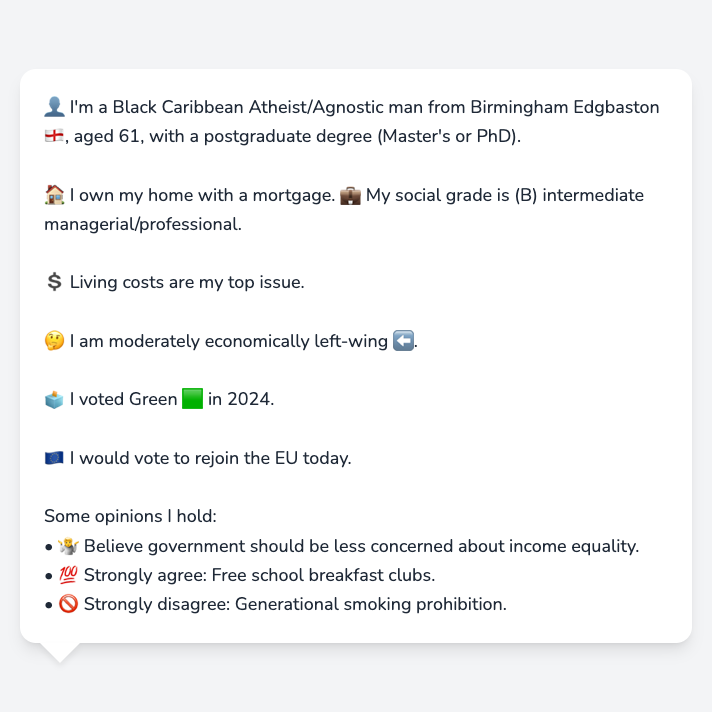 👤 I'm a Black Caribbean Atheist/Agnostic man from Birmingham Edgbaston
🏴󠁧󠁢󠁥󠁮󠁧󠁿, aged 61, with a postgraduate degree (Master's or PhD).
🏠 I own my home with a mortgage. 💼 My social grade is (B) intermediate
managerial/professional.
💲 Living costs are my top issue.
🤔 I am moderately economically left-wing ⬅️.
🗳️ I voted Green 🟩 in 2024.
🇪🇺 I would vote to rejoin the EU today.
Some opinions I hold:
• 🤷 Believe government should be less concerned about income equality.
• 💯 Strongly agree: Free school breakfast clubs.
• 🚫 Strongly disagree: Generational smoking prohibition.